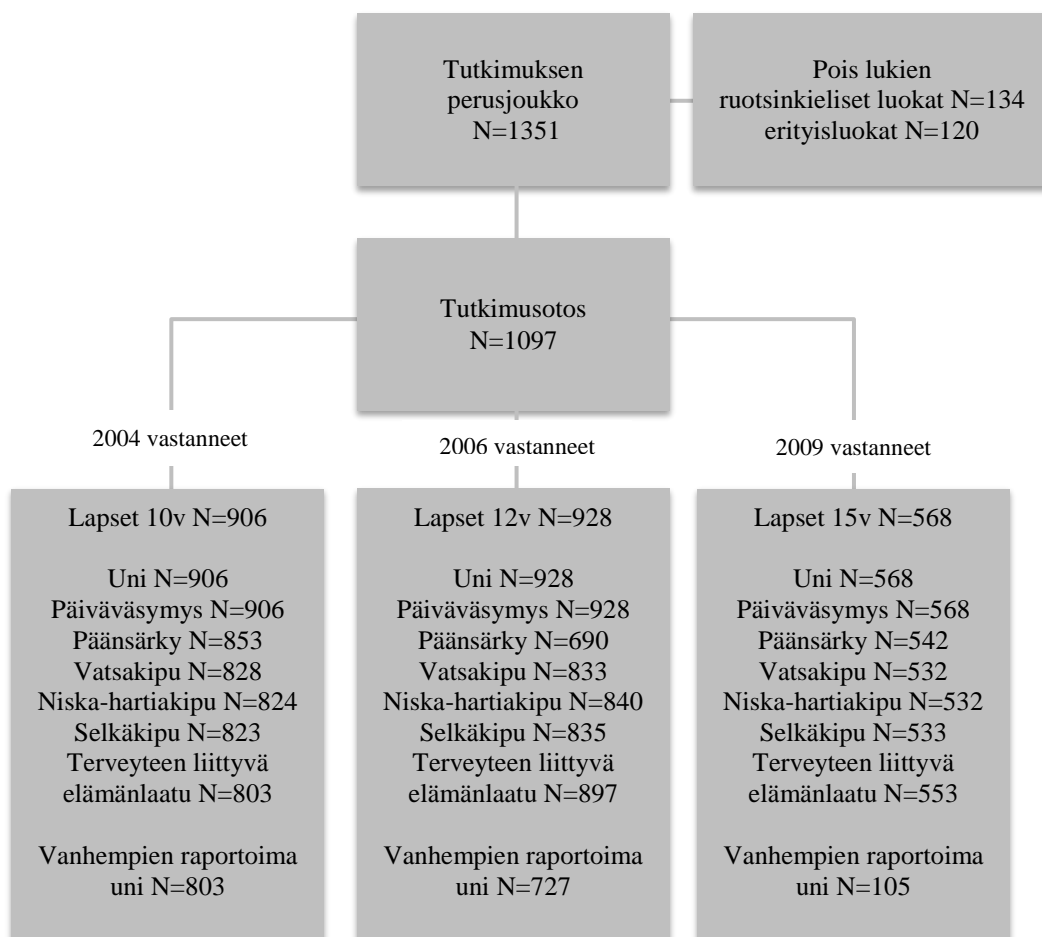 Tutkimuksen
perusjoukko
N=1351
Pois lukien
ruotsinkieliset luokat N=134
erityisluokat N=120
Tutkimusotos
N=1097
2004 vastanneet
2006 vastanneet
2009 vastanneet
Lapset 10v N=906
Uni N=906
Päiväväsymys N=906
Päänsärky N=853
Vatsakipu N=828
Niska-hartiakipu N=824
Selkäkipu N=823
Terveyteen liittyvä
elämänlaatu N=803
Vanhempien raportoima
uni N=803
Lapset 12v N=928
Uni N=928
Päiväväsymys N=928
Päänsärky N=690
Vatsakipu N=833
Niska-hartiakipu N=840
Selkäkipu N=835
Terveyteen liittyvä
elämänlaatu N=897
Vanhempien raportoima
uni N=727
Lapset 15v N=568
Uni N=568
Päiväväsymys N=568
Päänsärky N=542
Vatsakipu N=532
Niska-hartiakipu N=532
Selkäkipu N=533
Terveyteen liittyvä
elämänlaatu N=553
Vanhempien raportoima
uni N=105